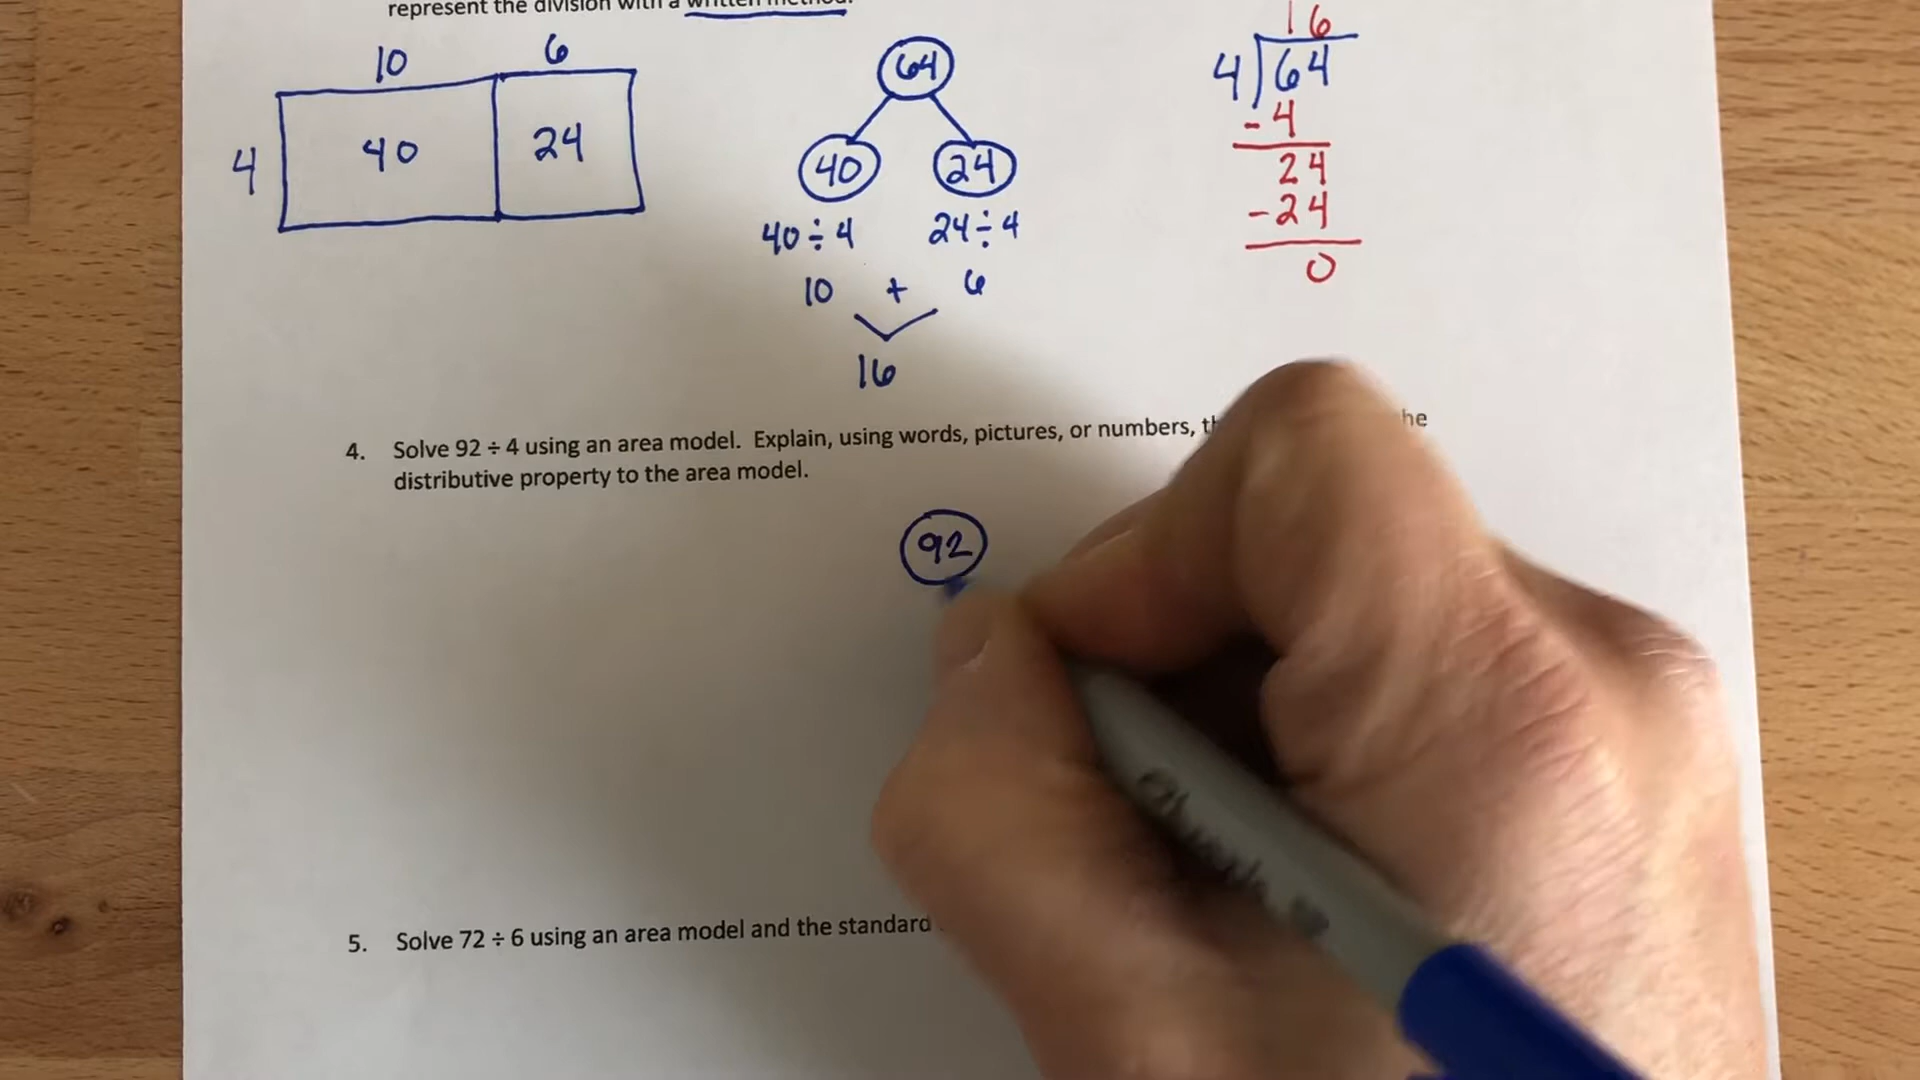 represent the division with a written method.
10 6
4 40 24
64
40 24
40 ÷ 4 24 ÷ 4
10 + 6
16
16
4 64
- 4
24
- 24
0
4. Solve 92 ÷ 4 using an area model. Explain, using words, pictures, or numbers, he
distributive property to the area model.
92
5. Solve 72 ÷ 6 using an area model and the standard